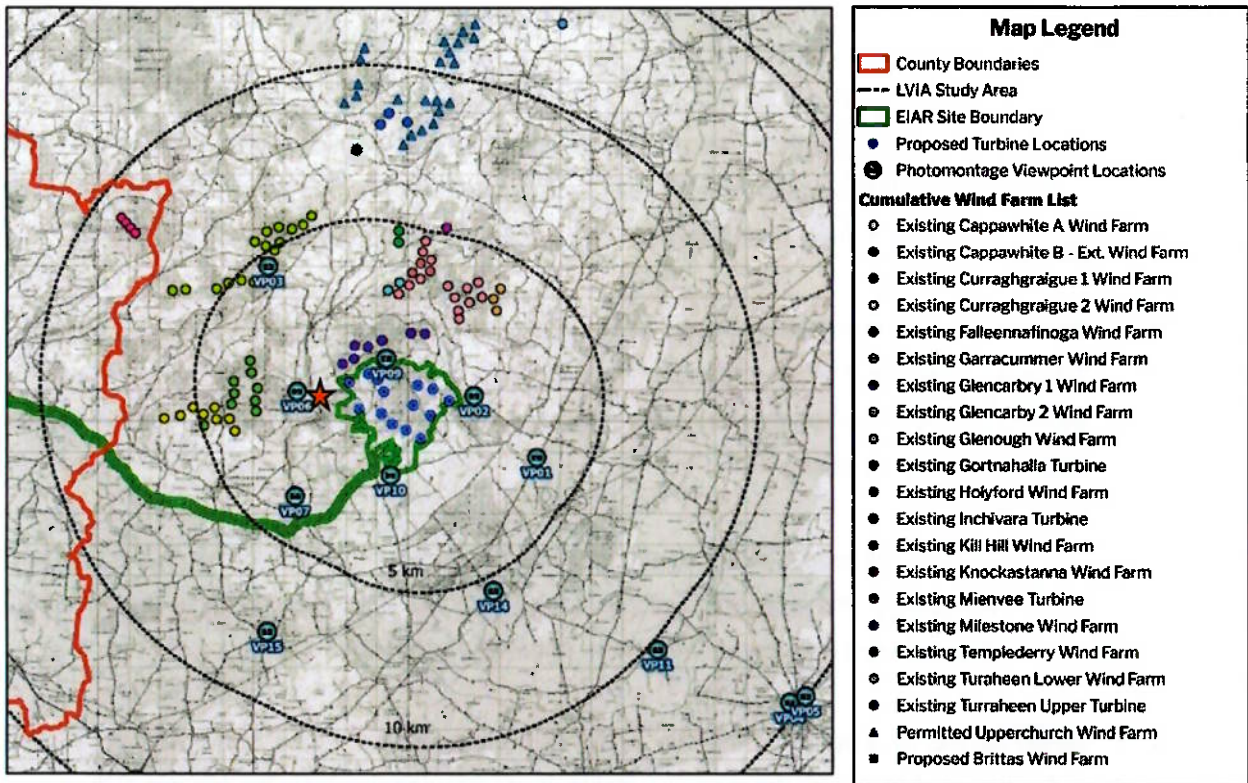 VP03
VP09
VP06
VP02
VP01
VP10
VP07
5 km
VP14
VP15
VP11
VP05
10 km
Map Legend
County Boundaries
LVIA Study Area
EIAR Site Boundary
Proposed Turbine Locations
Photomontage Viewpoint Locations
Cumulative Wind Farm List
Existing Cappawhite A Wind Farm
Existing Cappawhite B - Ext. Wind Farm
Existing Curraghgraigue 1 Wind Farm
Existing Curraghgraigue 2 Wind Farm
Existing Falleennafinoga Wind Farm
Existing Garracummer Wind Farm
Existing Glencarbry 1 Wind Farm
Existing Glencarby 2 Wind Farm
Existing Glenough Wind Farm
Existing Gortnahalla Turbine
Existing Holyford Wind Farm
Existing Inchivara Turbine
Existing Kill Hill Wind Farm
Existing Knockastanna Wind Farm
Existing Mienvee Turbine
Existing Milestone Wind Farm
Existing Templederry Wind Farm
Existing Turaheen Lower Wind Farm
Existing Turraheen Upper Turbine
Permitted Upperchurch Wind Farm
Proposed Brittas Wind Farm